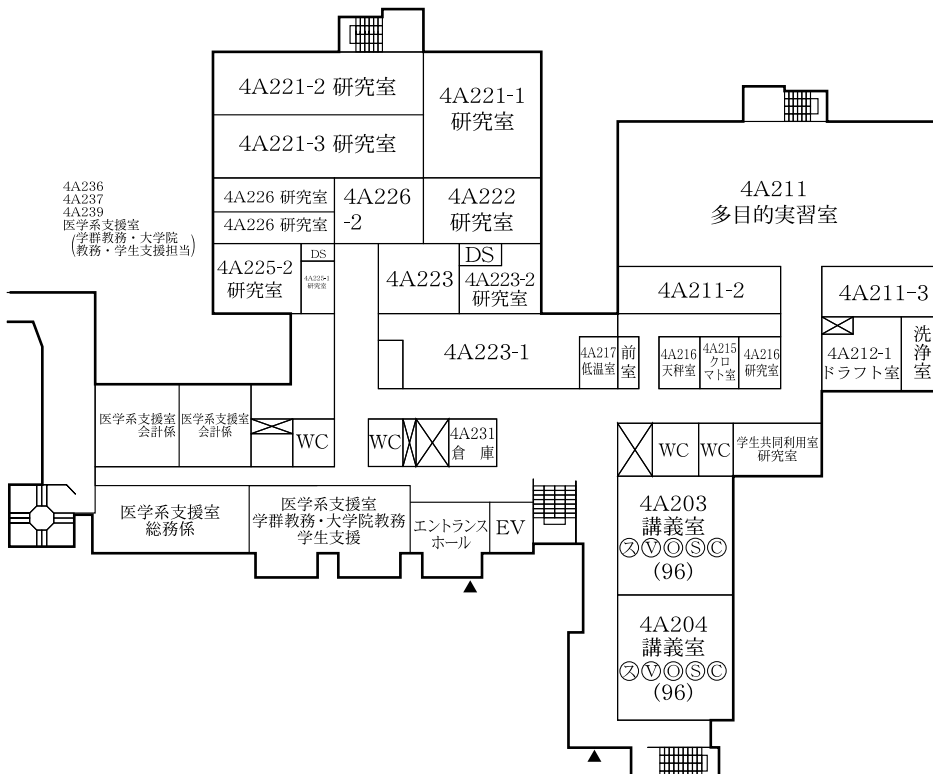 4A221-2 研究室
4A221-1
研究室
4A221-3 研究室
4A226 研究室
4A226 研究室
4A226
-2
4A222
研究室
4A236
4A237
4A239
医学系支援室
(学群教務・大学院
教務・学生支援担当)
4A211
多目的実習室
DS
4A225-2
研究室
4A225-1
研究室
4A223
DS
4A223-2
研究室
4A211-2
4A211-3
4A223-1
4A217
低温室
前
室
4A216
天秤室
4A215
クロ
マト室
4A216
研究室
4A212-1
ドラフト室
洗
浄
室
医学系支援室
会計係
医学系支援室
会計係
WC
WC
4A231
倉 庫
WC
WC
学生共同利用室
研究室
医学系支援室
総務係
医学系支援室
学群教務・大学院教務
学生支援
エントランス
ホール
EV
4A203
講義室
ⓈⓋⓄⓈⒸ
(96)
4A204
講義室
㋜ⓋⓄⓈⒸ
(96)